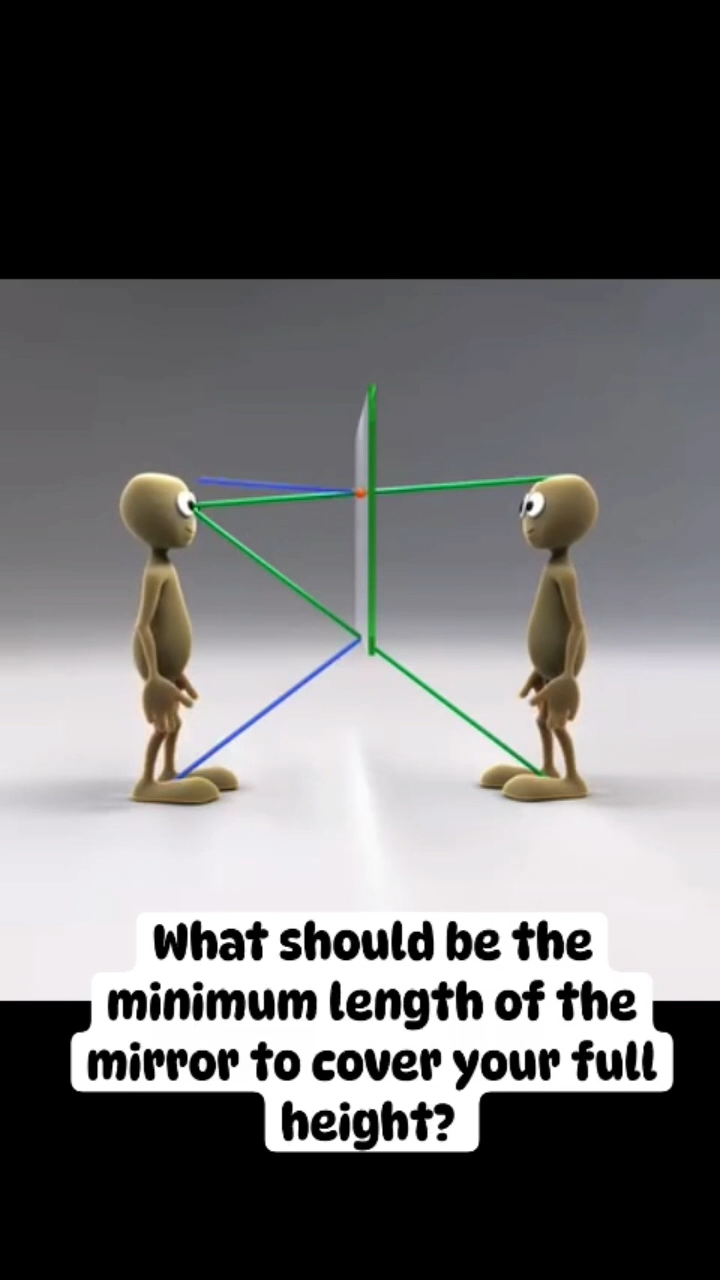 What should be the
minimum length of the
mirror to cover your full
height?